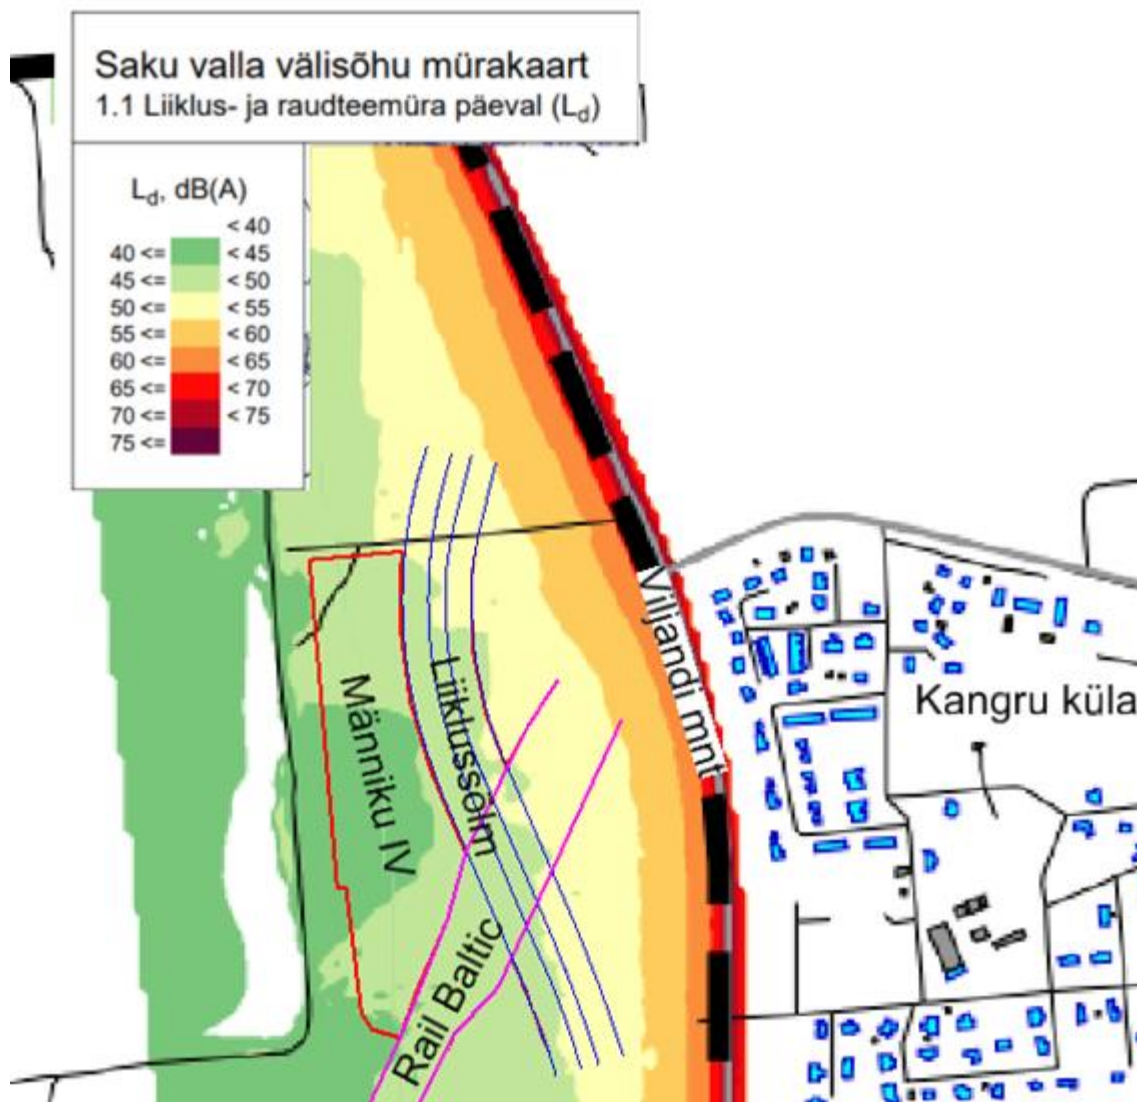 Saku valla välisõhu mürakaart
1.1 Liiklus- ja raudteemüra päeval (Ld)
Ld, dB(A)
< 40
40 <= < 45
45 <= < 50
50 <= < 55
55 <= < 60
60 <= < 65
65 <= < 70
70 <= < 75
75 <=
Viljandi mnt
Kangru küla
Liiklussõlm
Männiku IV
Rail Baltic